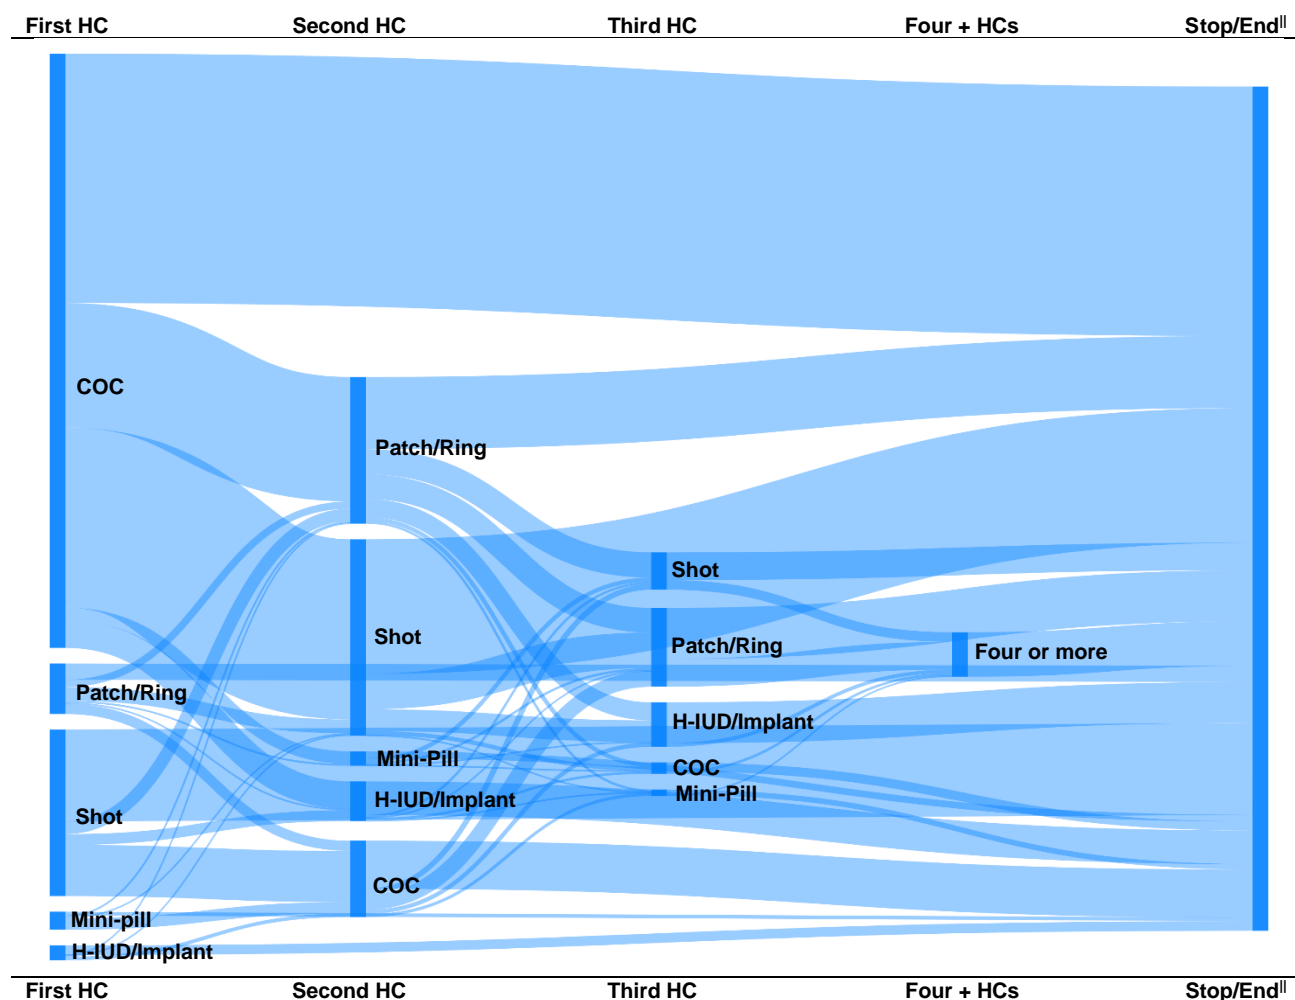 First HC Second HC Third HC Four + HCs Stop/End||
COC
Patch/Ring
Shot
Shot
Patch/Ring
Four or more
Patch/Ring
H-IUD/Implant
Mini-Pill
COC
H-IUD/Implant
Mini-Pill
Shot
COC
Mini-pill
H-IUD/Implant
First HC Second HC Third HC Four + HCs Stop/End||